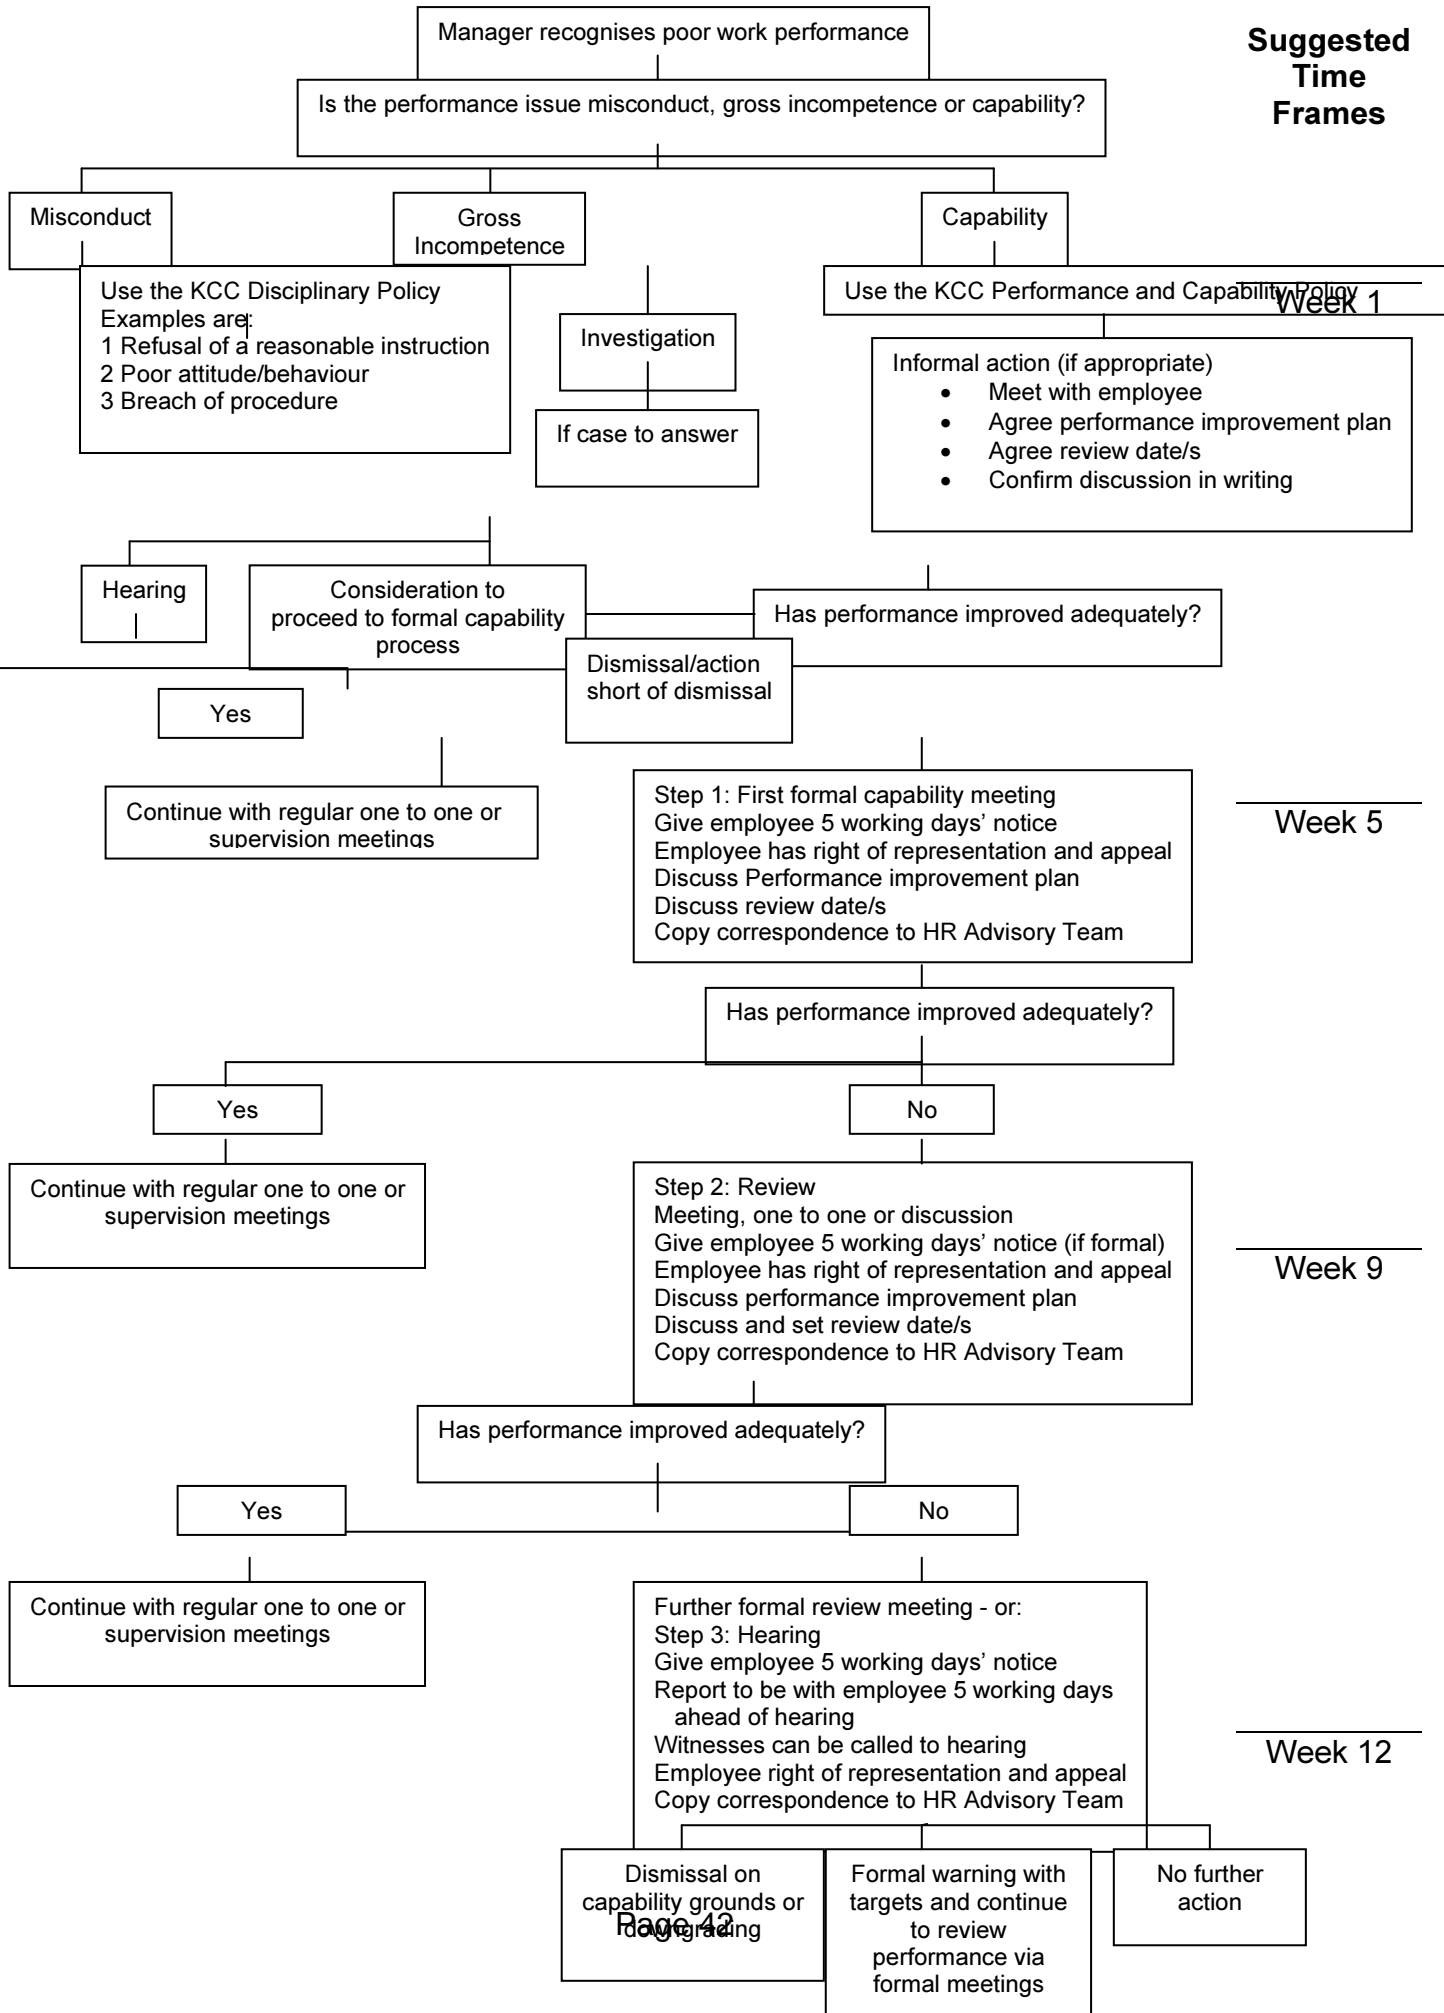 Manager recognises poor work performance
Suggested
Time
Frames
Is the performance issue misconduct, gross incompetence or capability?
Misconduct
Gross
Incompetence
Capability
Use the KCC Disciplinary Policy
Examples are:
1 Refusal of a reasonable instruction
2 Poor attitude/behaviour
3 Breach of procedure
Investigation
If case to answer
Use the KCC Performance and Capability Policy
Week 1
Informal action (if appropriate)
• Meet with employee
• Agree performance improvement plan
• Agree review date/s
• Confirm discussion in writing
Hearing
Consideration to
proceed to formal capability
process
Has performance improved adequately?
Dismissal/action
short of dismissal
Yes
Continue with regular one to one or
supervision meetings
Step 1: First formal capability meeting
Give employee 5 working days’ notice
Employee has right of representation and appeal
Discuss Performance improvement plan
Discuss review date/s
Copy correspondence to HR Advisory Team
Week 5
Has performance improved adequately?
Yes
No
Continue with regular one to one or
supervision meetings
Step 2: Review
Meeting, one to one or discussion
Give employee 5 working days’ notice (if formal)
Employee has right of representation and appeal
Discuss performance improvement plan
Discuss and set review date/s
Copy correspondence to HR Advisory Team
Week 9
Has performance improved adequately?
Yes
No
Continue with regular one to one or
supervision meetings
Further formal review meeting - or:
Step 3: Hearing
Give employee 5 working days’ notice
Report to be with employee 5 working days
ahead of hearing
Witnesses can be called to hearing
Employee right of representation and appeal
Copy correspondence to HR Advisory Team
Week 12
Dismissal on
capability grounds or
downgrading
Formal warning with
targets and continue
to review
performance via
formal meetings
No further
action
Page 42